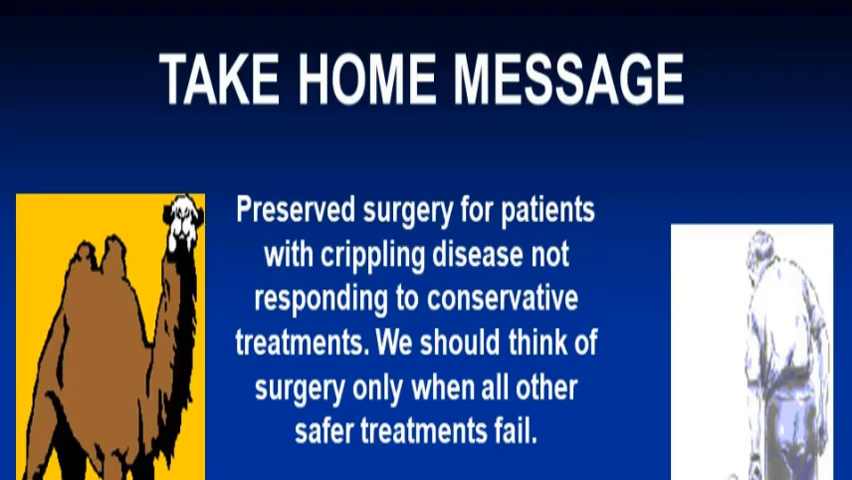 TAKE HOME MESSAGE
Preserved surgery for patients
with crippling disease not
responding to conservative
treatments. We should think of
surgery only when all other
safer treatments fail.